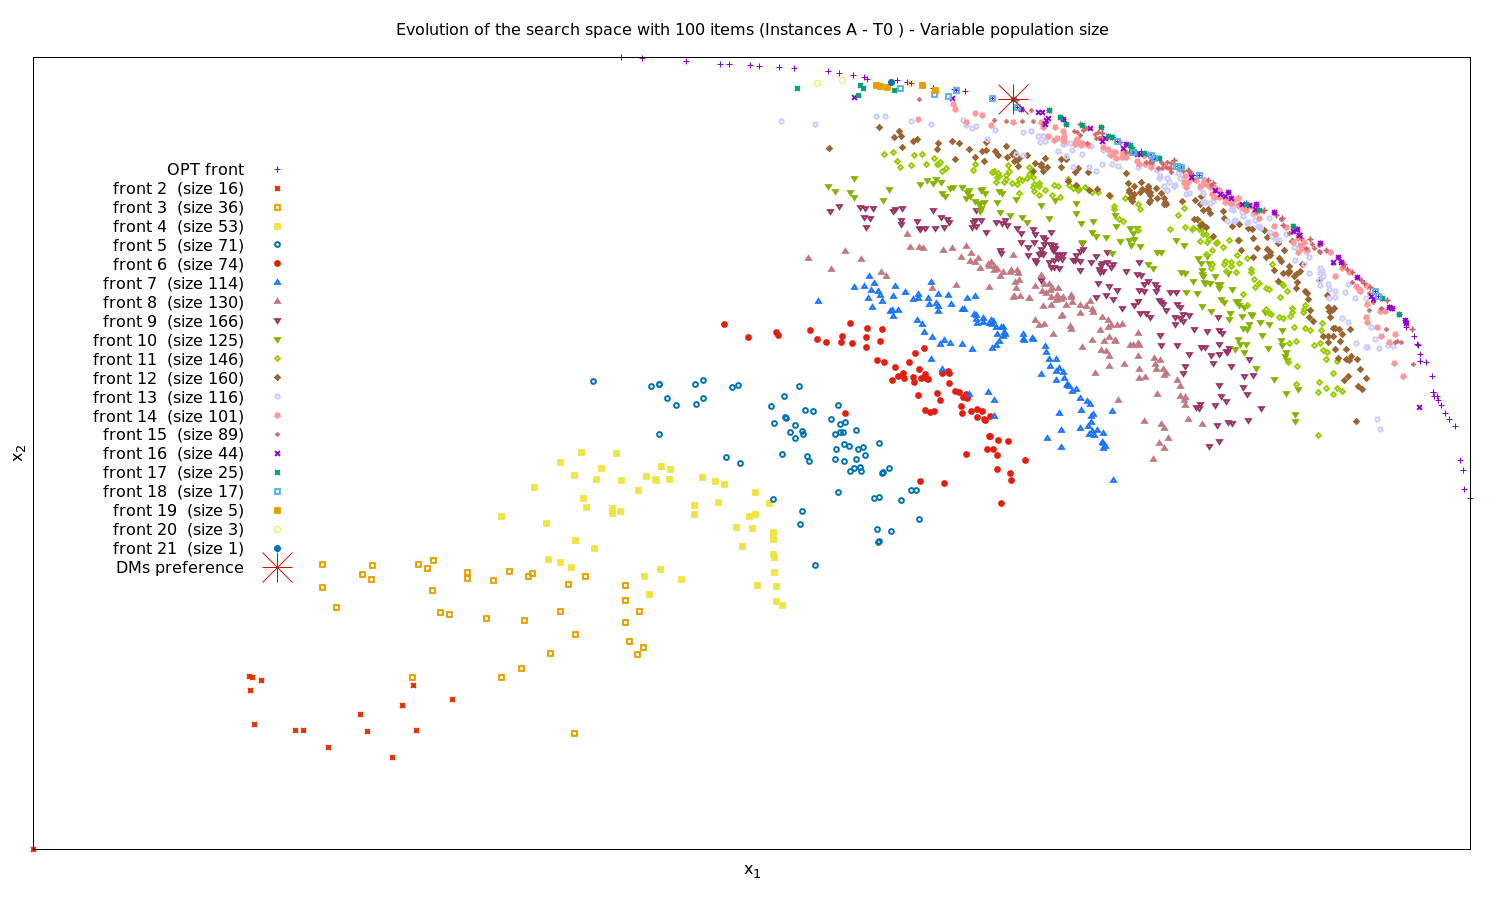 Evolution of the search space with 100 items (Instances A - T0 ) - Variable population size
OPT front
front 2 (size 16)
front 3 (size 36)
front 4 (size 53)
front 5 (size 71)
front 6 (size 74)
front 7 (size 114)
front 8 (size 130)
front 9 (size 166)
front 10 (size 125)
front 11 (size 146)
front 12 (size 160)
front 13 (size 116)
front 14 (size 101)
front 15 (size 89)
front 16 (size 44)
front 17 (size 25)
front 18 (size 17)
front 19 (size 5)
front 20 (size 3)
front 21 (size 1)
DMs preference
x2
x1